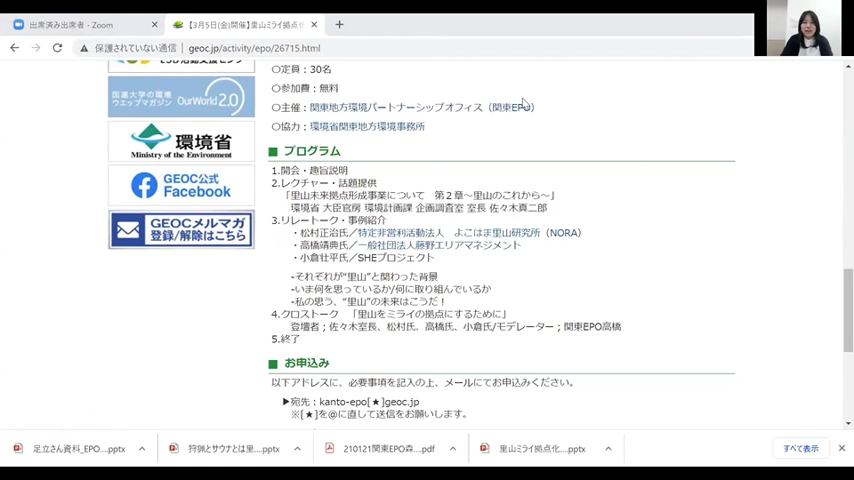 出席済み出席者 - Zoom
【3月5日(金)開催】里山ミライ拠点
保護されていない通信
geoc.jp/activity/epo/26715.html
ESD活動支援センター
国連大学の環境
ウェブマガジン
OurWorld 2.0
環境省
Ministry of the Environment
GEOC公式
Facebook
GEOCメルマガ
登録/解除はこちら
○定員：30名
○参加費：無料
○主催：関東地方環境パートナーシップオフィス（関東EPO）
○協力：環境省関東地方環境事務所
プログラム
1.開会・趣旨説明
2.レクチャー・話題提供
「里山未来拠点形成事業について　第２章～里山のこれから～」
環境省 大臣官房 環境計画課 企画調査室 室長 佐々木真二郎
3.リレートーク・事例紹介
・松村正治氏／特定非営利活動法人　よこはま里山研究所（NORA）
・高橋靖典氏／一般社団法人藤野エリアマネジメント
・小倉壮平氏／SHEプロジェクト
-それぞれが“里山”と関わった背景
-いま何を思っているか/何に取り組んでいるか
-私の思う、“里山”の未来はこうだ！
4.クロストーク　「里山をミライの拠点にするために」
登壇者；佐々木室長、松村氏、高橋氏、小倉氏/モデレーター；関東EPO高橋
5.終了
お申込み
以下アドレスに、必要事項を記入の上、メールにてお申込みください。
▶宛先：kanto-epo[★]geoc.jp
※[★]を@に直して送信をお願いします。
足立さん資料_EPO....pptx
狩猟とサウナとは里....pptx
210121関東EPO森....pdf
里山ミライ拠点化....pptx
すべて表示